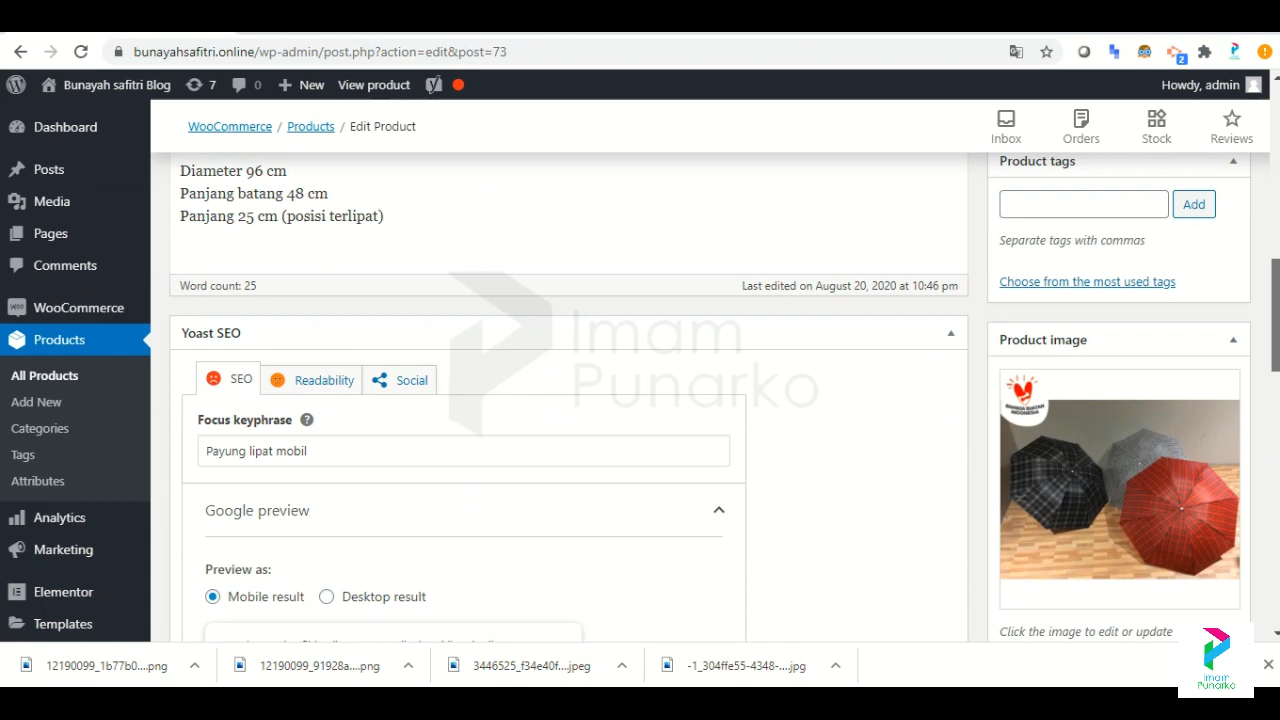 bunayahsafitri.online/wp-admin/post.php?action=edit&post=73
2
Bunayah safitri Blog
7
0
New
View product
Howdy, admin
Dashboard
Posts
Media
Pages
Comments
WooCommerce
Products
All Products
Add New
Categories
Tags
Attributes
Analytics
Marketing
Elementor
Templates
WooCommerce / Products / Edit Product
Inbox
Orders
Stock
Reviews
Diameter 96 cm
Panjang batang 48 cm
Panjang 25 cm (posisi terlipat)
Word count: 25
Last edited on August 20, 2020 at 10:46 pm
Yoast SEO
SEO
Readability
Social
Focus keyphrase
Payung lipat mobil
Google preview
Preview as:
Mobile result
Desktop result
Product tags
Add
Separate tags with commas
Choose from the most used tags
Product image
BANGGA BUATAN
INDONESIA
Click the image to edit or update
Imam
Punarko
12190099_1b77b0....png
12190099_91928a....png
3446525_f34e40f....jpeg
-1_304ffe55-4348-....jpg
Imam
Punarko